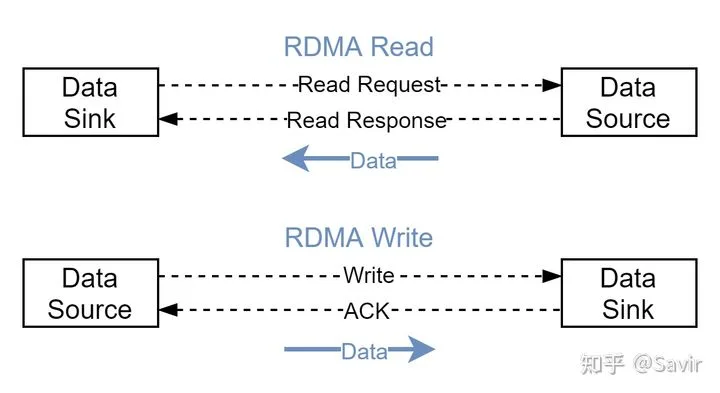 RDMA Read
Data
Sink
Read Request
Read Response
Data
Source
Data
RDMA Write
Data
Source
Write
ACK
Data
Sink
Data
知乎 @Savir